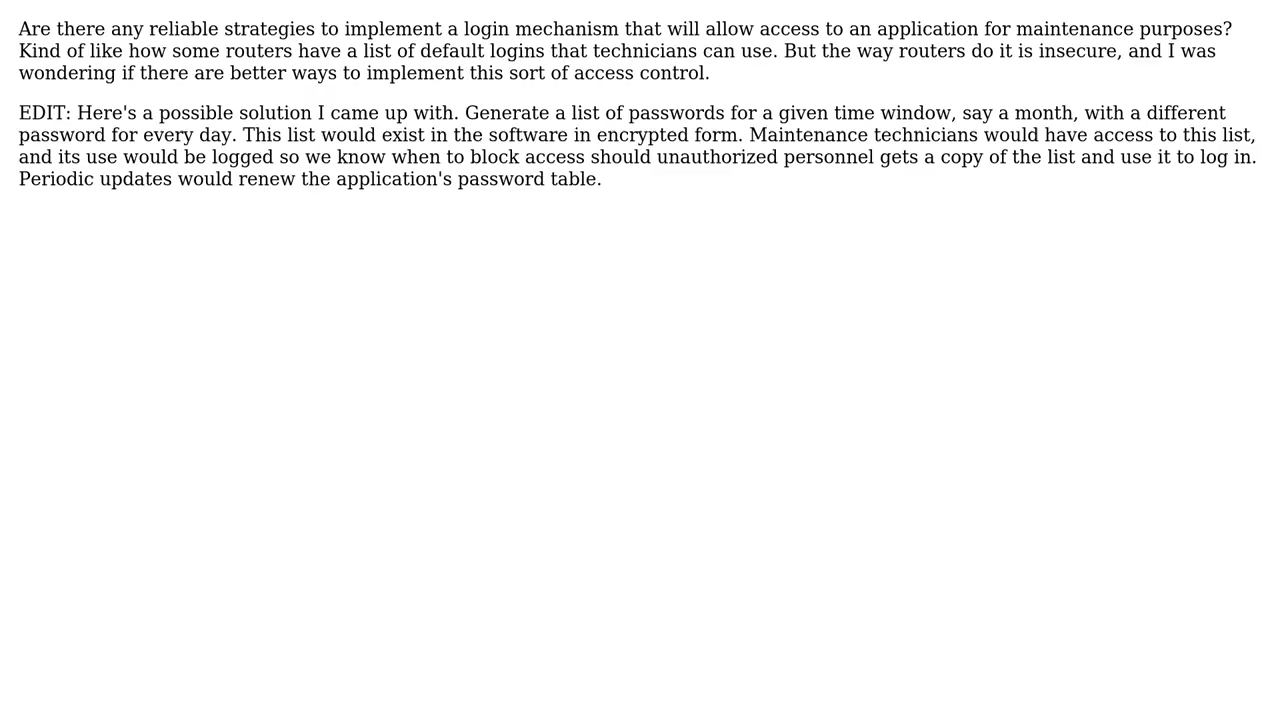 Are there any reliable strategies to implement a login mechanism that will allow access to an application for maintenance purposes?
Kind of like how some routers have a list of default logins that technicians can use. But the way routers do it is insecure, and I was
wondering if there are better ways to implement this sort of access control.
EDIT: Here's a possible solution I came up with. Generate a list of passwords for a given time window, say a month, with a different
password for every day. This list would exist in the software in encrypted form. Maintenance technicians would have access to this list,
and its use would be logged so we know when to block access should unauthorized personnel gets a copy of the list and use it to log in.
Periodic updates would renew the application's password table.